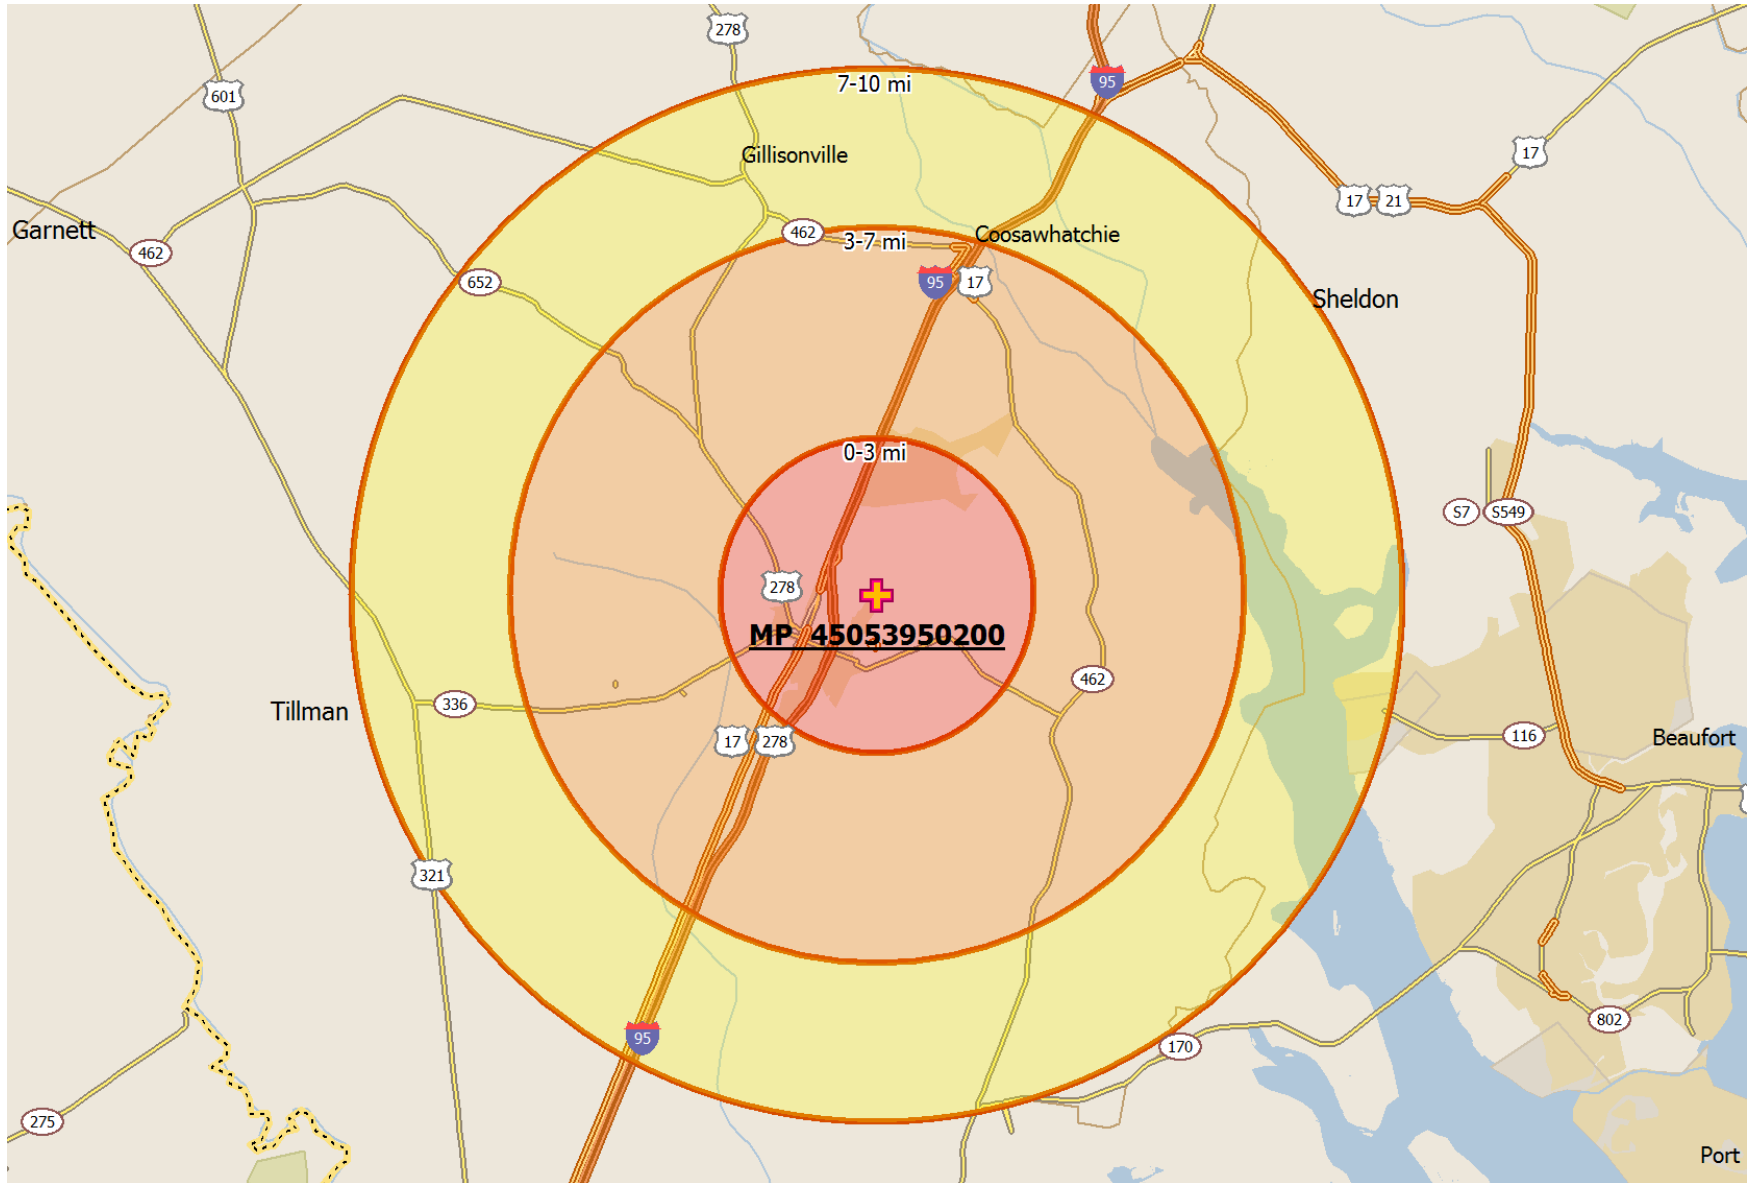 278
7-10 mi
95
601
17
Gillisonville
17
21
Garnett
462
462
3-7 mi
Coosawhatchie
652
95
17
Sheldon
0-3 mi
S7
S549
278
MP 45053950200
462
Tillman
336
17
278
116
Beaufort
321
95
802
170
275
Port